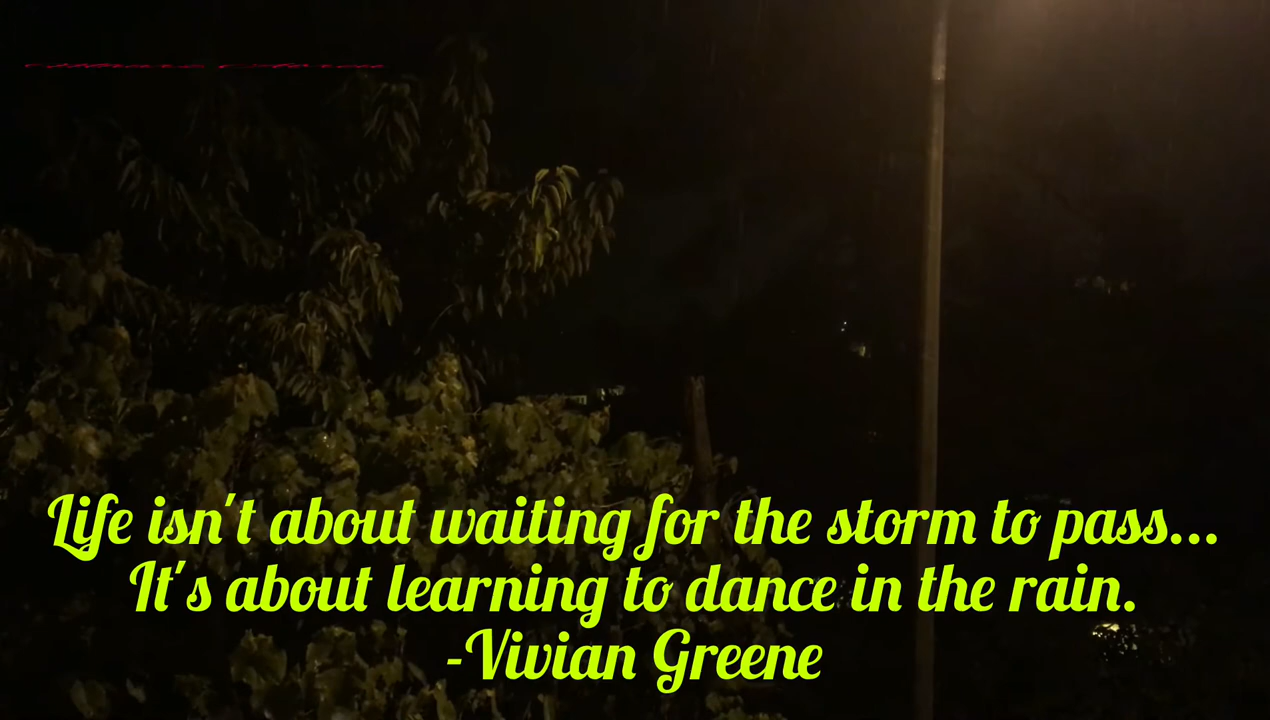 Life isn't about waiting for the storm to pass...
It's about learning to dance in the rain.
-Vivian Greene